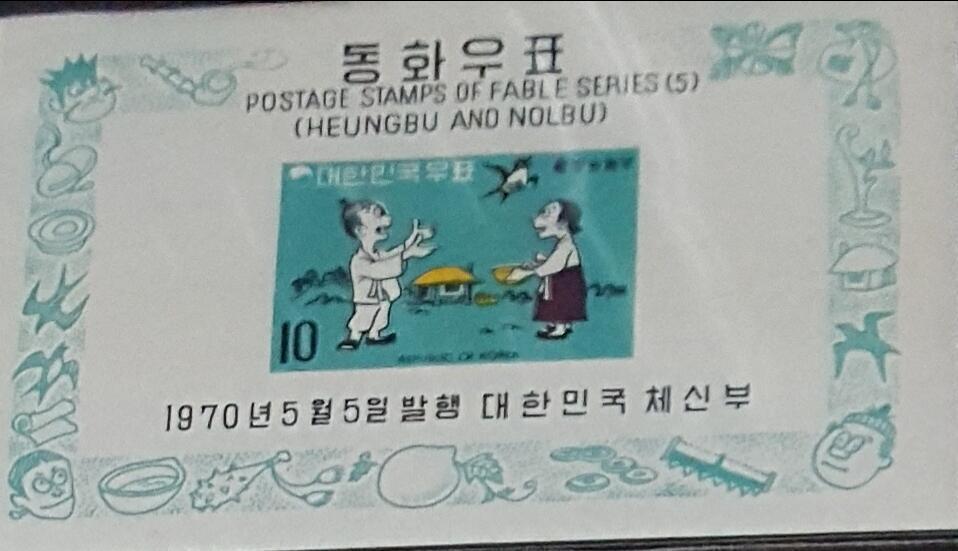 동화우표
POSTAGE STAMPS OF FABLE SERIES (5)
(HEUNGBU AND NOLBU)
대한민국우표
10
REPUBLIC OF KOREA
1970년 5월 5일 발행 대한민국 체신부